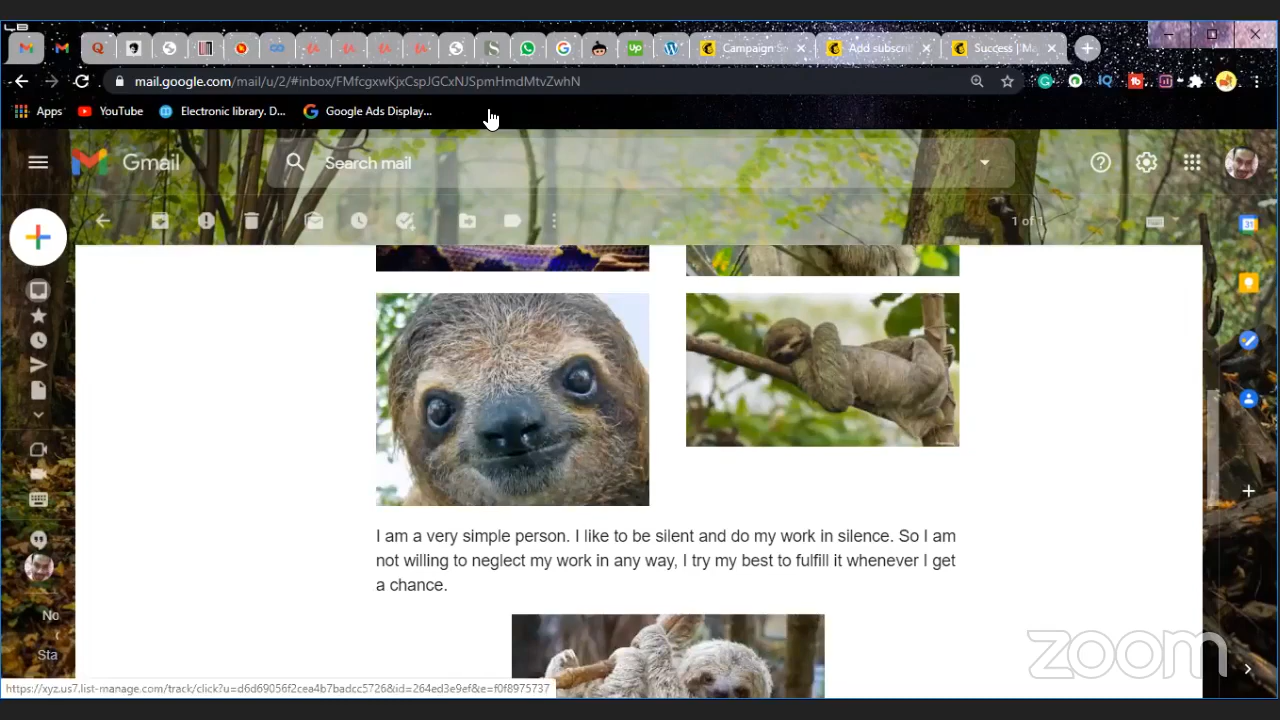 Campaign S
Add subscri
Success | Ma
mail.google.com/mail/u/2/#inbox/FMfcgxwKjxCspJGCxNJSpmHmdMtvZwhN
Apps YouTube Electronic library. D... Google Ads Display...
Gmail
Search mail
1 of 1
I am a very simple person. I like to be silent and do my work in silence. So I am
not willing to neglect my work in any way, I try my best to fulfill it whenever I get
a chance.
No
Sta
zoom
https://xyz.us7.list-manage.com/track/click?u=d6d69056f2cea4b7badcc5726&id=264ed3e9ef&e=f0f8975737